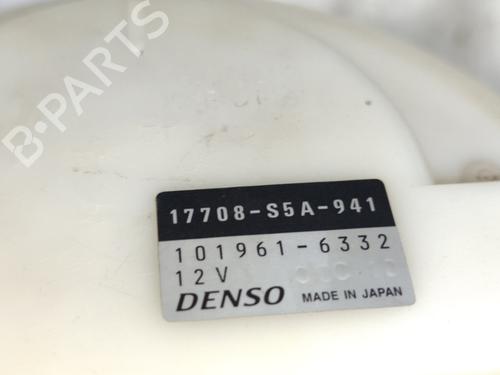 B-PARTS
17708-S5A-941
101961-6332
12V
DENSO MADE IN JAPAN